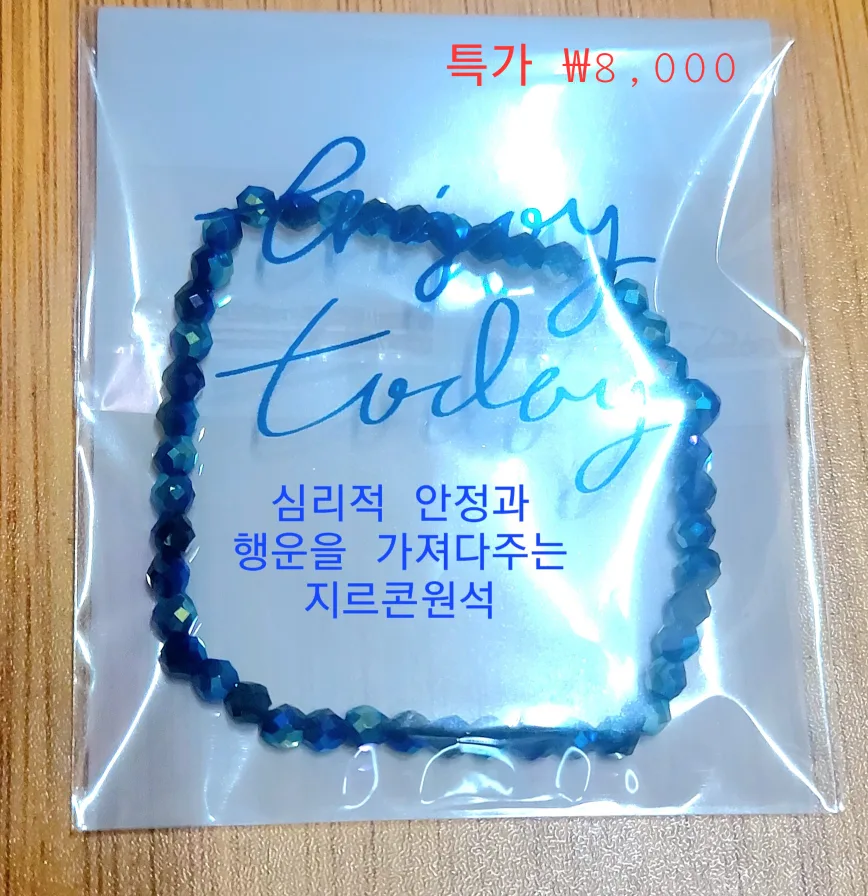 특가 ₩8,000
enjoy
today
심리적 안정과
행운을 가져다주는
지르콘원석